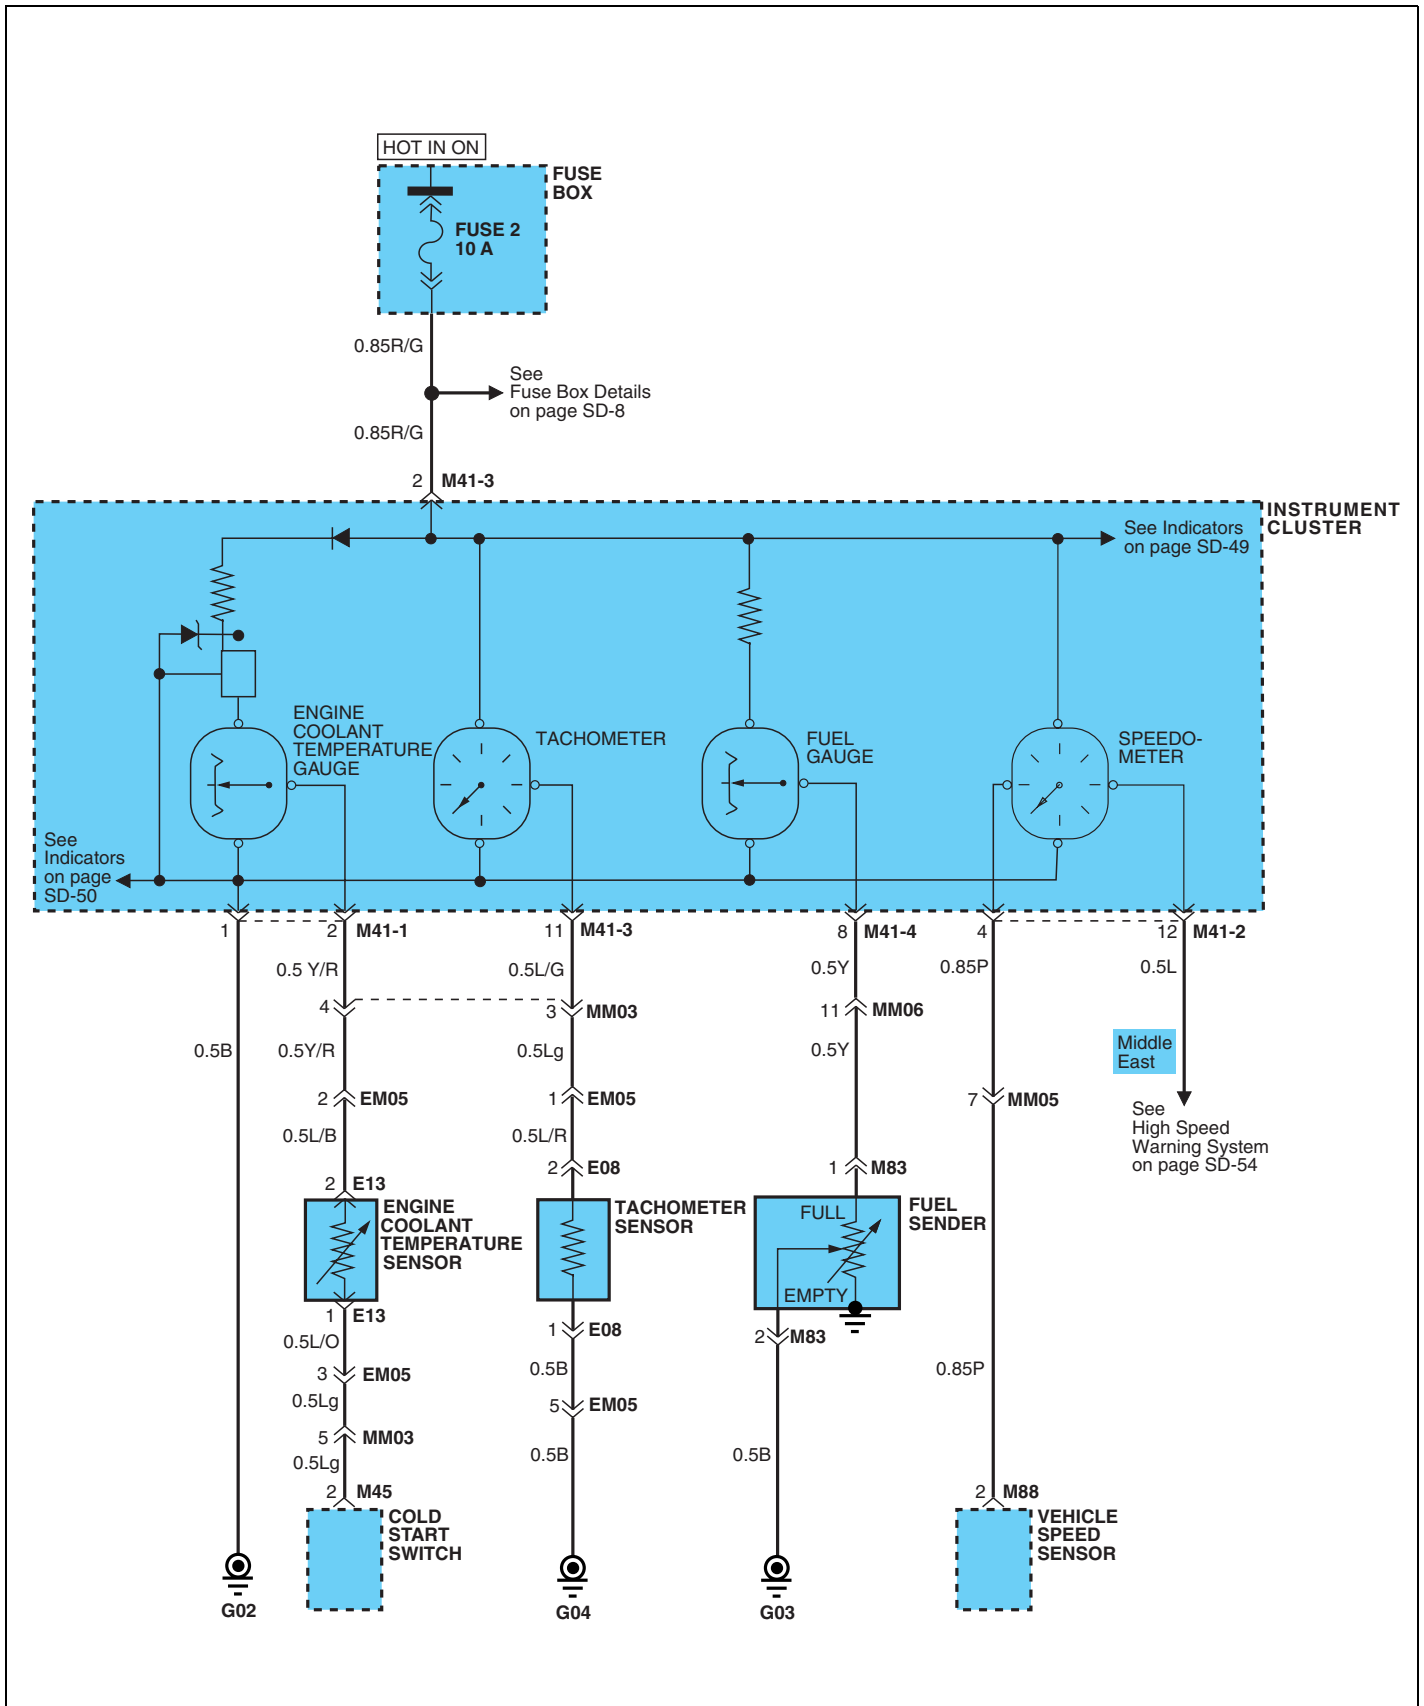 HOT IN ON
FUSE
BOX
FUSE 2
10 A
0.85R/G
See
Fuse Box Details
on page SD-8
0.85R/G
2 M41-3
INSTRUMENT
CLUSTER
See Indicators
on page SD-49
ENGINE
COOLANT
TEMPERATURE
GAUGE
TACHOMETER
FUEL
GAUGE
SPEEDO-
METER
See
Indicators
on page
SD-50
1
2 M41-1
11 M41-3
8 M41-4
4
12 M41-2
0.5 Y/R
0.5L/G
0.5Y
0.85P
0.5L
4
3 MM03
11 MM06
0.5B
0.5Y/R
0.5Lg
0.5Y
Middle
East
2 EM05
1 EM05
7 MM05
See
High Speed
Warning System
on page SD-54
0.5L/B
0.5L/R
2 E13
2 E08
1 M83
ENGINE
COOLANT
TEMPERATURE
SENSOR
TACHOMETER
SENSOR
FULL
EMPTY
FUEL
SENDER
1 E13
1 E08
2 M83
0.5L/O
0.5B
0.85P
3 EM05
5 EM05
0.5Lg
5 MM03
0.5B
0.5B
0.5Lg
2 M45
2 M88
COLD
START
SWITCH
VEHICLE
SPEED
SENSOR
G02
G04
G03